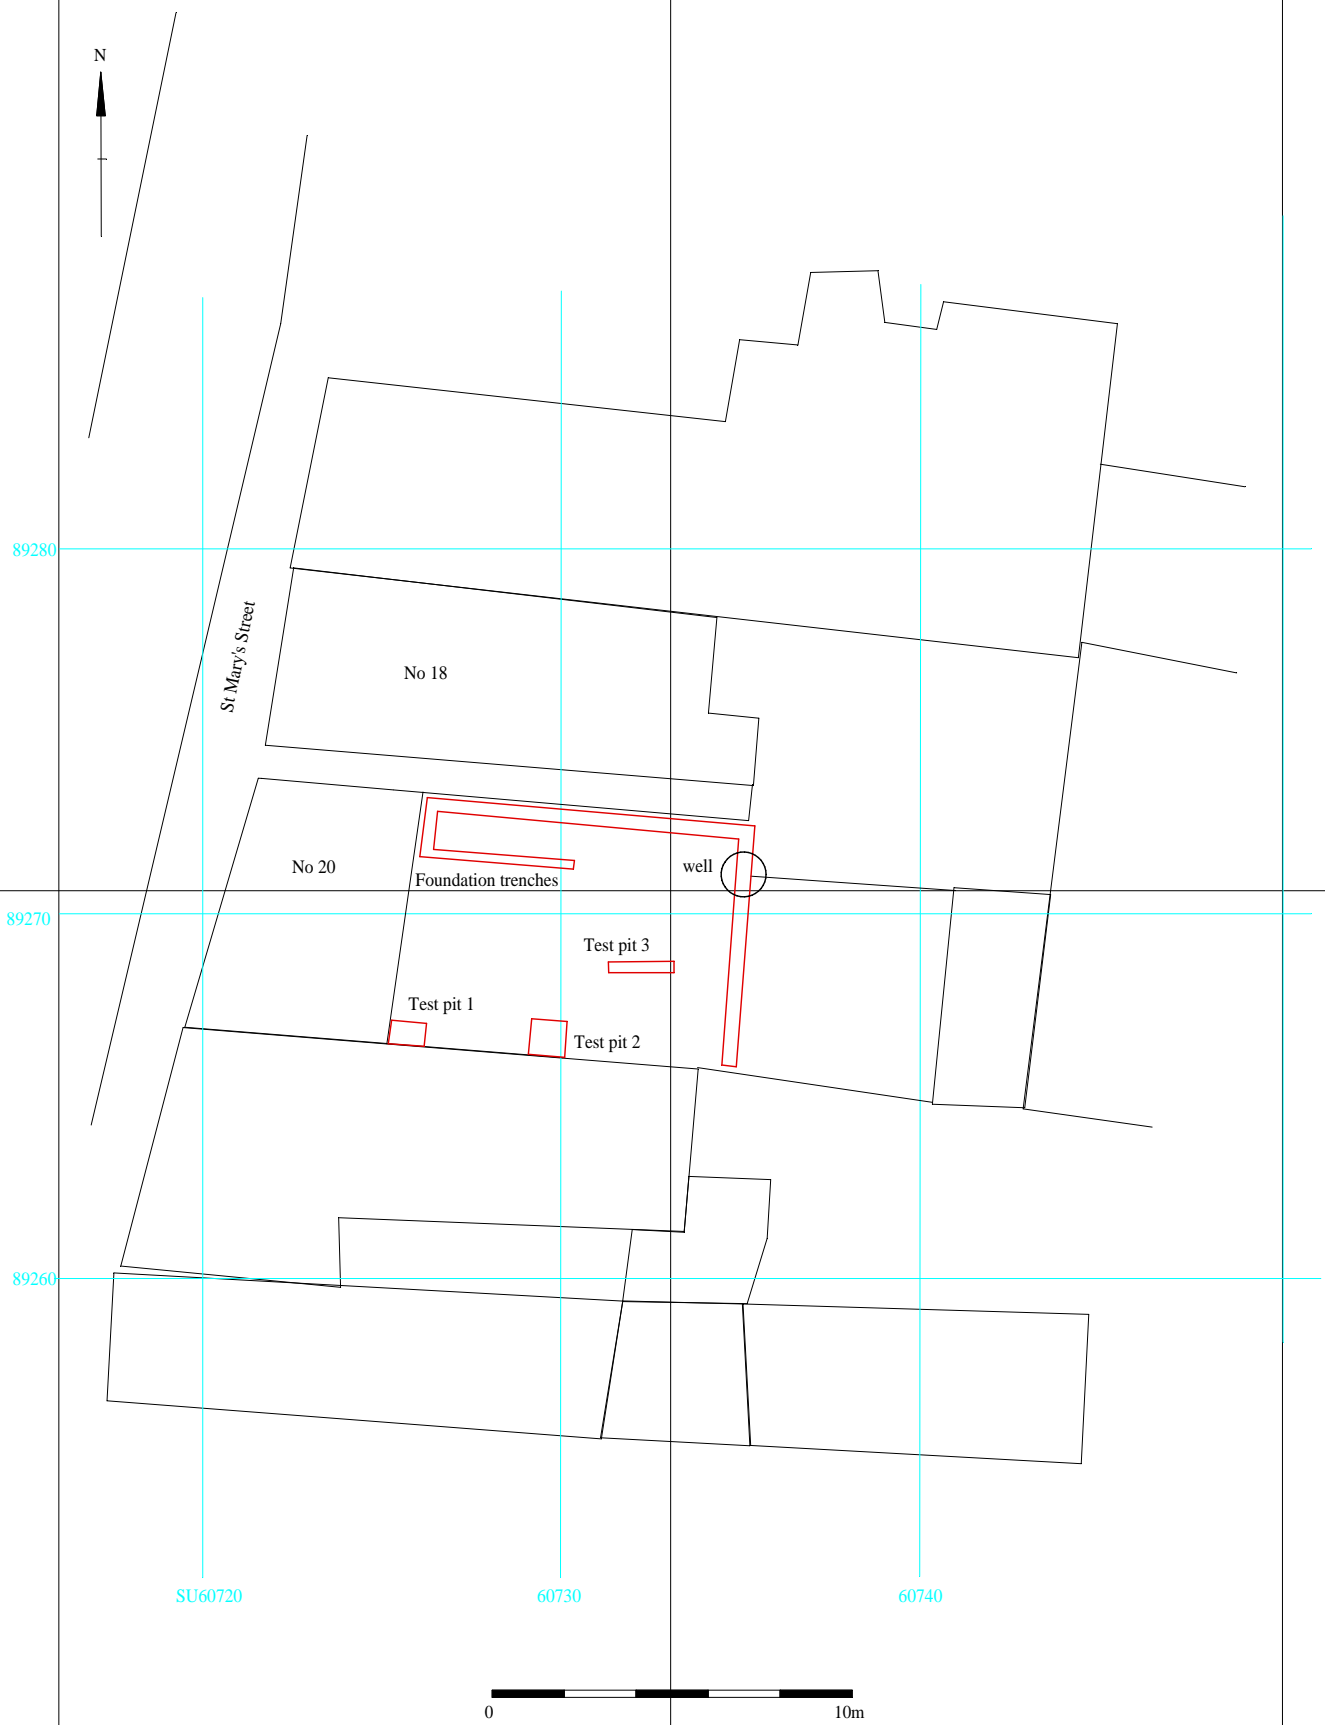 N
89280
St Mary's Street
No 18
No 20
well
Foundation trenches
89270
Test pit 3
Test pit 1
Test pit 2
89260
SU60720
60730
60740
0
10m